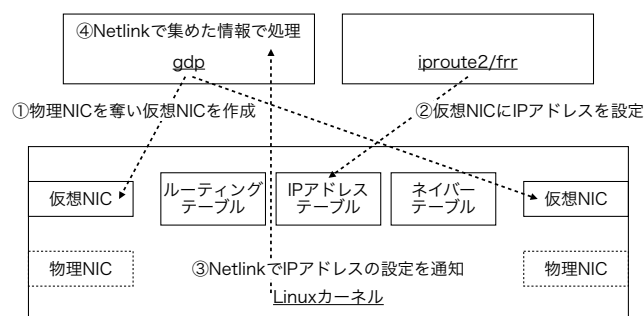 ④Netlinkで集めた情報で処理
gdp
iproute2/frr
①物理NICを奪い仮想NICを作成
②仮想NICにIPアドレスを設定
仮想NIC
ルーティング
テーブル
IPアドレス
テーブル
ネイバー
テーブル
仮想NIC
物理NIC
③NetlinkでIPアドレスの設定を通知
物理NIC
Linuxカーネル